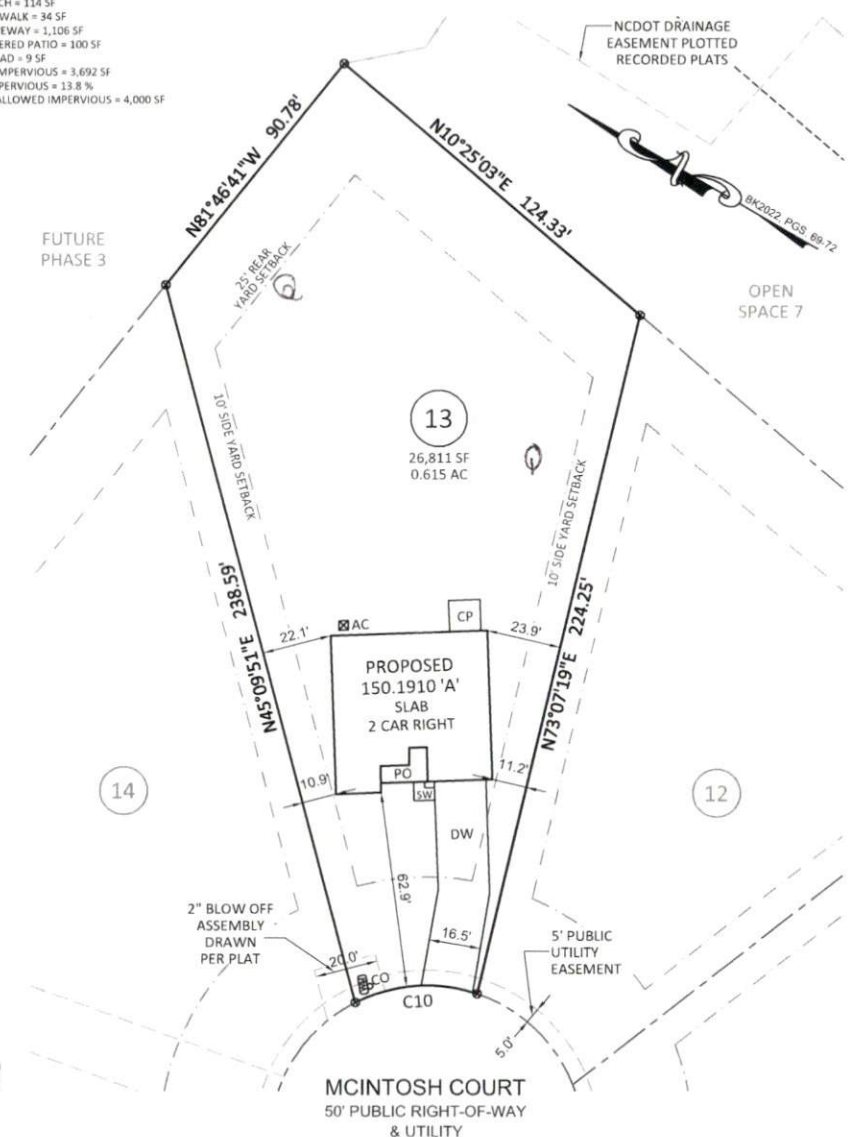 = 114 SF
WALK = 34 SF
EWAY = 1,106 SF
ERED PATIO = 100 SF
AD = 9 SF
MPERVIOUS = 3,692 SF
PERVIOUS = 13.8 %
ALLOWED IMPERVIOUS = 4,000 SF
NCDOT DRAINAGE
EASEMENT PLOTTED
RECORDED PLATS
N81°46'41"W 90.78'
N10°25'03"E 124.33'
BK2022, PGS. 69-72
FUTURE
PHASE 3
25' REAR
YARD SETBACK
OPEN
SPACE 7
13
26,811 SF
0.615 AC
10' SIDE YARD SETBACK
10' SIDE YARD SETBACK
N45°09'51"E 238.59'
N73°07'19"E 224.25'
AC
CP
22.1'
23.9'
PROPOSED
150.1910 'A'
SLAB
2 CAR RIGHT
PO
SW
10.9'
11.2'
14
12
DW
62.9'
2" BLOW OFF
ASSEMBLY
DRAWN
PER PLAT
16.5'
5' PUBLIC
UTILITY
EASEMENT
20.0'
CO
C10
5.0'
MCINTOSH COURT
50' PUBLIC RIGHT-OF-WAY
& UTILITY